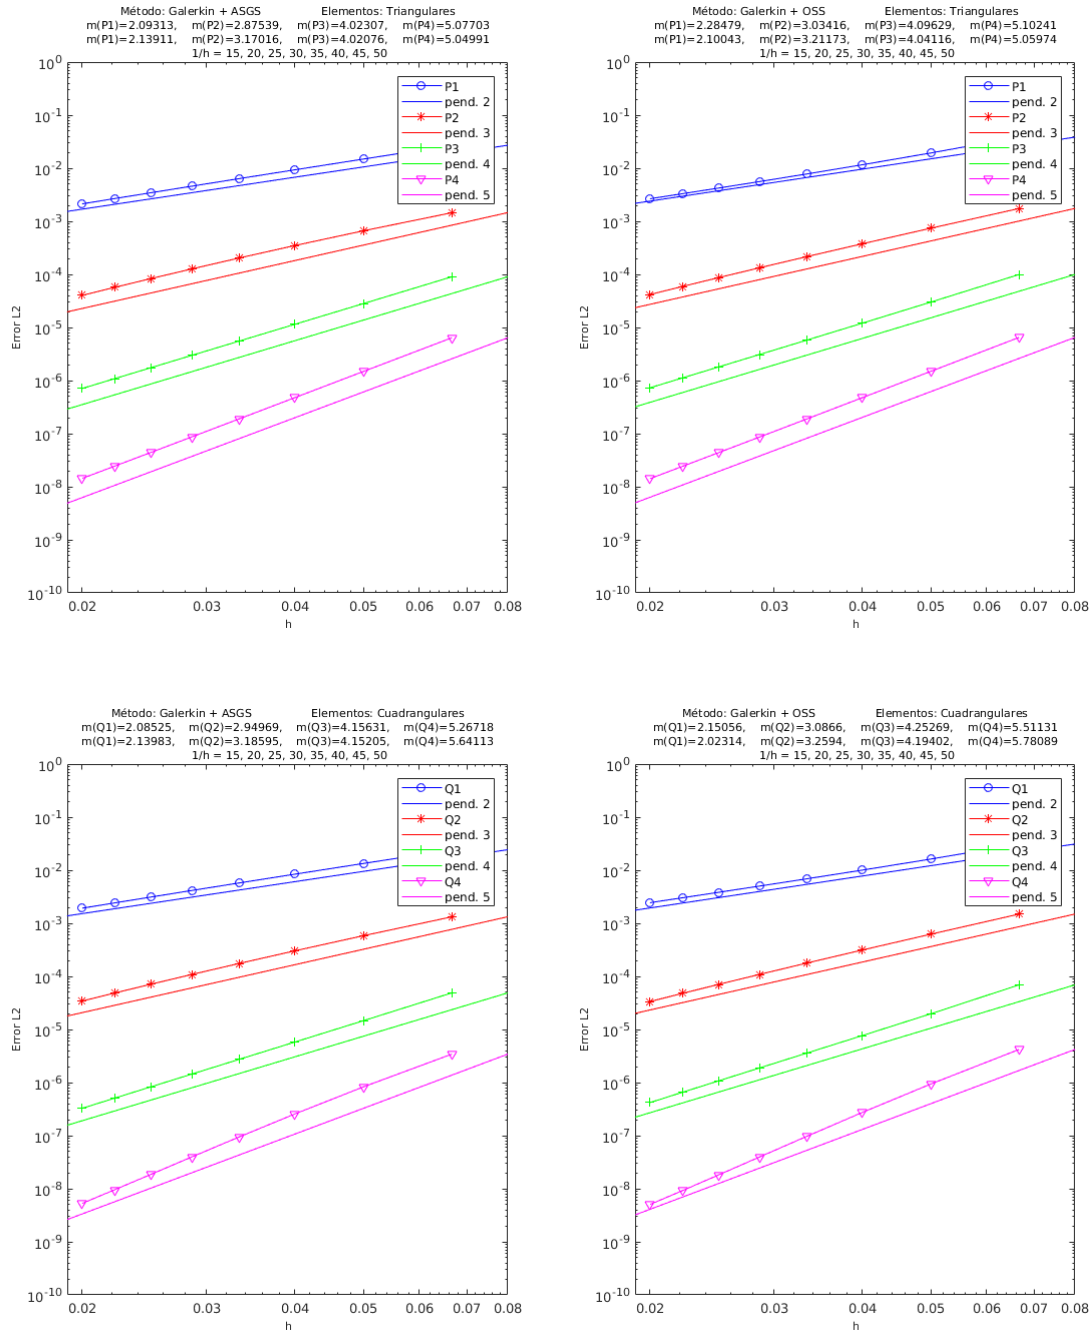 Método: Galerkin + ASGS Elementos: Triangulares
m(P1)=2.09313, m(P2)=2.87539, m(P3)=4.02307, m(P4)=5.07703
m(P1)=2.13911, m(P2)=3.17016, m(P3)=4.02076, m(P4)=5.04991
1/h = 15, 20, 25, 30, 35, 40, 45, 50
10^0
10^-1
10^-2
10^-3
10^-4
10^-5
10^-6
10^-7
10^-8
10^-9
10^-10
Error L2
P1
pend. 2
P2
pend. 3
P3
pend. 4
P4
pend. 5
0.02 0.03 0.04 0.05 0.06 0.07 0.08
h
Método: Galerkin + OSS Elementos: Triangulares
m(P1)=2.28479, m(P2)=3.03416, m(P3)=4.09629, m(P4)=5.10241
m(P1)=2.10043, m(P2)=3.21173, m(P3)=4.04116, m(P4)=5.05974
1/h = 15, 20, 25, 30, 35, 40, 45, 50
10^0
10^-1
10^-2
10^-3
10^-4
10^-5
10^-6
10^-7
10^-8
10^-9
10^-10
Error L2
P1
pend. 2
P2
pend. 3
P3
pend. 4
P4
pend. 5
0.02 0.03 0.04 0.05 0.06 0.07 0.08
h
Método: Galerkin + ASGS Elementos: Cuadrangulares
m(Q1)=2.08525, m(Q2)=2.94969, m(Q3)=4.15631, m(Q4)=5.26718
m(Q1)=2.13983, m(Q2)=3.18595, m(Q3)=4.15205, m(Q4)=5.64113
1/h = 15, 20, 25, 30, 35, 40, 45, 50
10^0
10^-1
10^-2
10^-3
10^-4
10^-5
10^-6
10^-7
10^-8
10^-9
10^-10
Error L2
Q1
pend. 2
Q2
pend. 3
Q3
pend. 4
Q4
pend. 5
0.02 0.03 0.04 0.05 0.06 0.07 0.08
h
Método: Galerkin + OSS Elementos: Cuadrangulares
m(Q1)=2.15056, m(Q2)=3.0866, m(Q3)=4.25269, m(Q4)=5.51131
m(Q1)=2.02314, m(Q2)=3.2594, m(Q3)=4.19402, m(Q4)=5.78089
1/h = 15, 20, 25, 30, 35, 40, 45, 50
10^0
10^-1
10^-2
10^-3
10^-4
10^-5
10^-6
10^-7
10^-8
10^-9
10^-10
Error L2
Q1
pend. 2
Q2
pend. 3
Q3
pend. 4
Q4
pend. 5
0.02 0.03 0.04 0.05 0.06 0.07 0.08
h